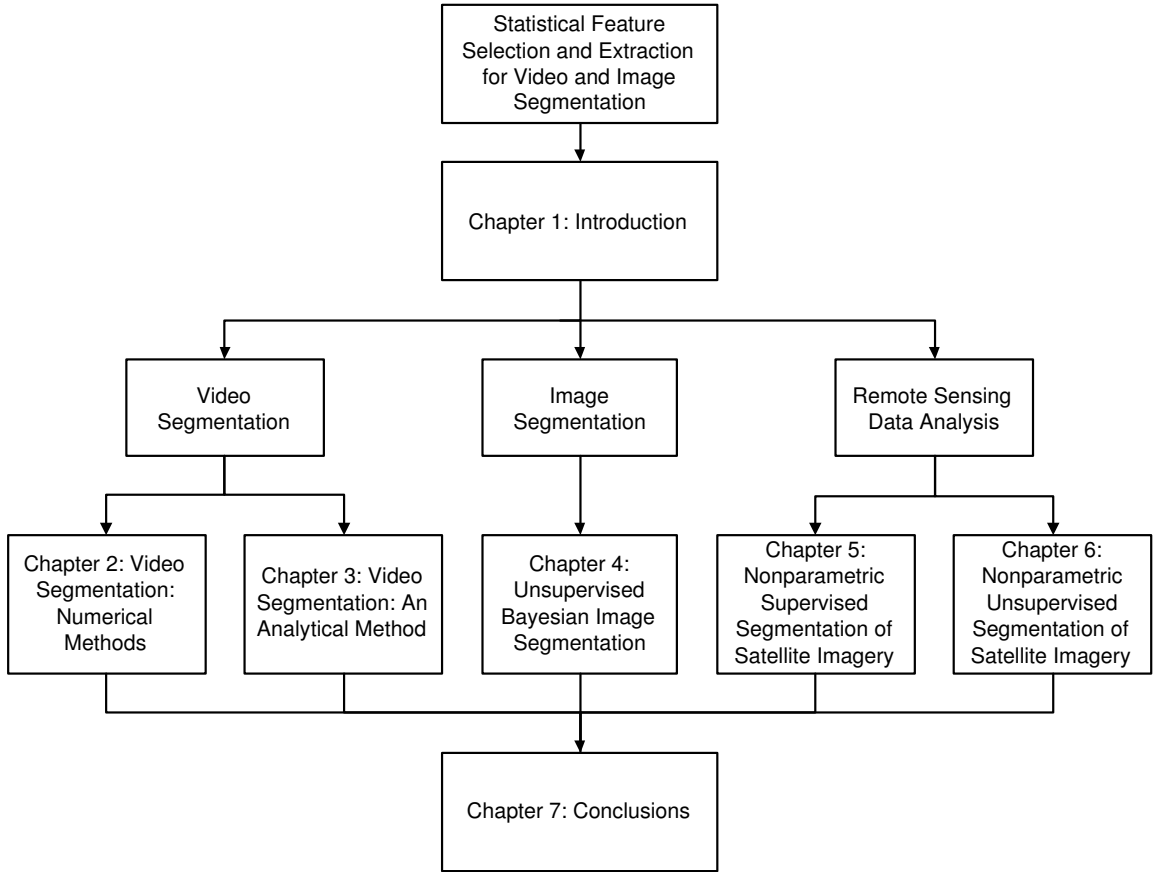 Statistical Feature
Selection and Extraction
for Video and Image
Segmentation
Chapter 1: Introduction
Video
Segmentation
Image
Segmentation
Remote Sensing
Data Analysis
Chapter 2: Video
Segmentation:
Numerical
Methods
Chapter 3: Video
Segmentation: An
Analytical Method
Chapter 4:
Unsupervised
Bayesian Image
Segmentation
Chapter 5:
Nonparametric
Supervised
Segmentation of
Satellite Imagery
Chapter 6:
Nonparametric
Unsupervised
Segmentation of
Satellite Imagery
Chapter 7: Conclusions